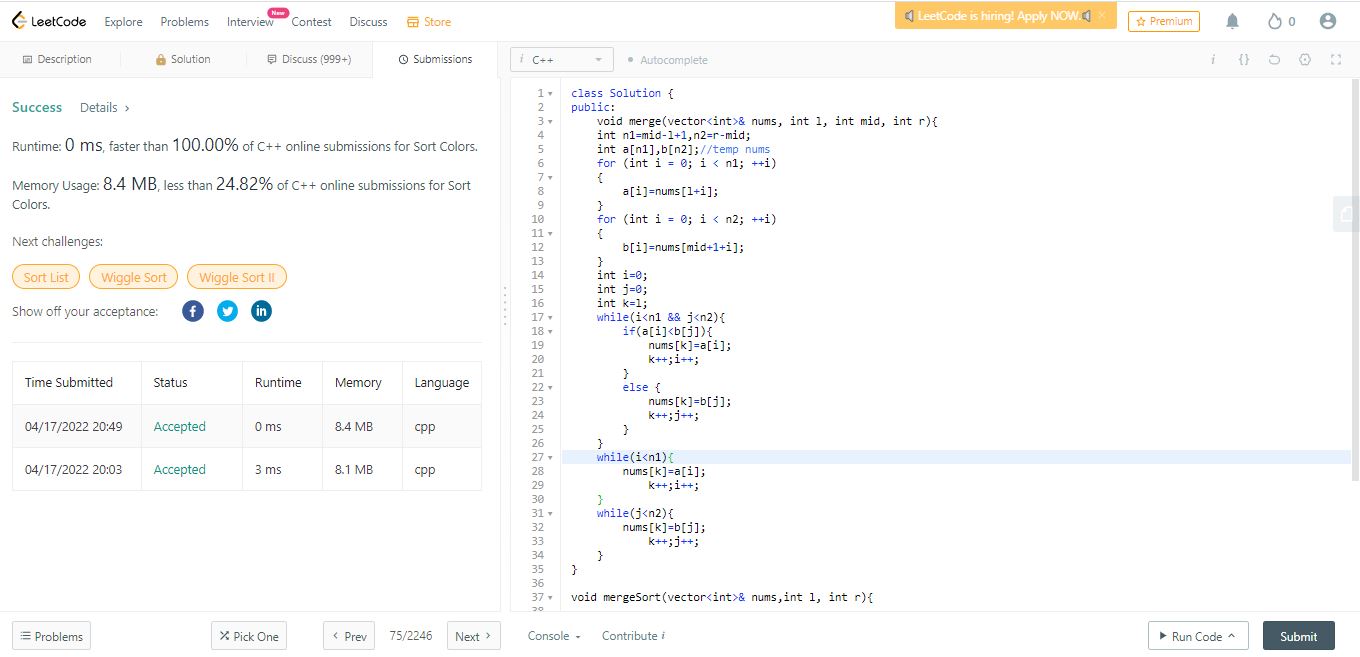 LeetCode Explore Problems Interview New Contest Discuss Store LeetCode is hiring! Apply NOW. × Premium 0
Description Solution Discuss (999+) Submissions
i C++ Autocomplete i {}
Success Details ›
Runtime: 0 ms, faster than 100.00% of C++ online submissions for Sort Colors.
Memory Usage: 8.4 MB, less than 24.82% of C++ online submissions for Sort
Colors.
Next challenges:
Sort List Wiggle Sort Wiggle Sort II
Show off your acceptance: f in
Time Submitted Status Runtime Memory Language
04/17/2022 20:49 Accepted 0 ms 8.4 MB cpp
04/17/2022 20:03 Accepted 3 ms 8.1 MB cpp
1 class Solution {
2 public:
3 void merge(vector<int>& nums, int l, int mid, int r){
4 int n1=mid-l+1,n2=r-mid;
5 int a[n1],b[n2];//temp nums
6 for (int i = 0; i < n1; ++i)
7 {
8 a[i]=nums[l+i];
9 }
10 for (int i = 0; i < n2; ++i)
11 {
12 b[i]=nums[mid+1+i];
13 }
14 int i=0;
15 int j=0;
16 int k=l;
17 while(i<n1 && j<n2){
18 if(a[i]<b[j]){
19 nums[k]=a[i];
20 k++;i++;
21 }
22 else {
23 nums[k]=b[j];
24 k++;j++;
25 }
26 }
27 while(i<n1){
28 nums[k]=a[i];
29 k++;i++;
30 }
31 while(j<n2){
32 nums[k]=b[j];
33 k++;j++;
34 }
35 }
36
37 void mergeSort(vector<int>& nums,int l, int r){
38
Problems Pick One ‹ Prev 75/2246 Next › Console Contribute i Run Code Submit